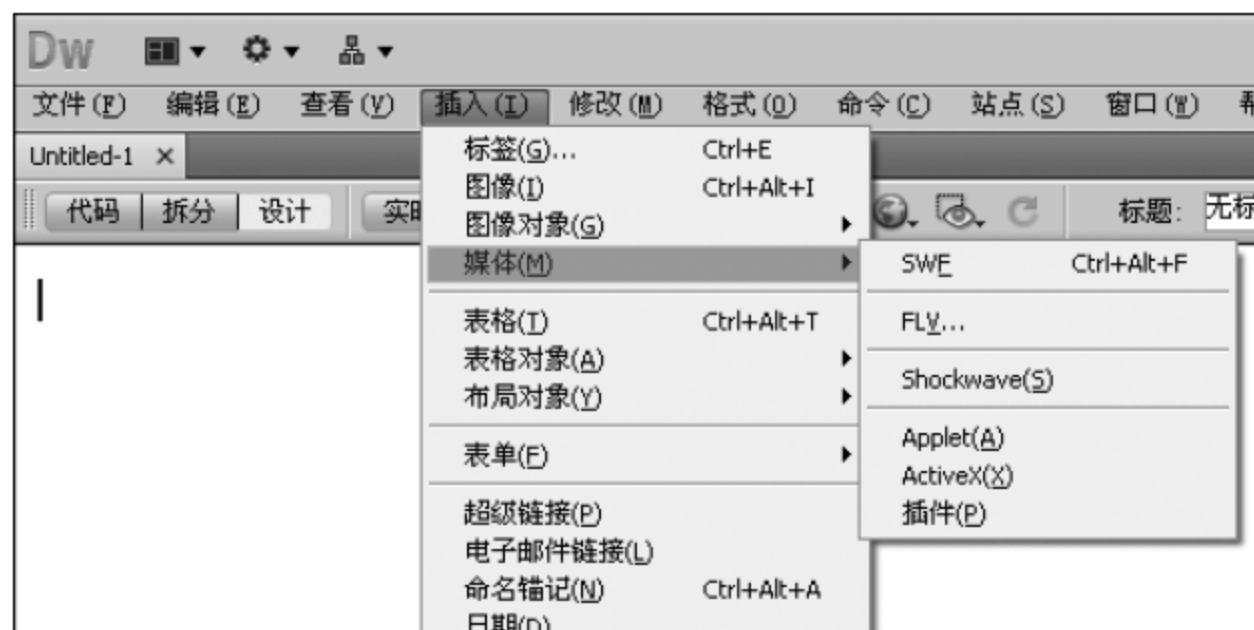 Dw
文件(F) 编辑(E) 查看(V) 插入(I) 修改(M) 格式(O) 命令(C) 站点(S) 窗口(W)
Untitled-1 ×
代码 拆分 设计 标题:
标签(G)... Ctrl+E
图像(I) Ctrl+Alt+I
图像对象(G)
媒体(M)
表格(T) Ctrl+Alt+T
表格对象(A)
布局对象(Y)
表单(F)
超级链接(P)
电子邮件链接(L)
命名锚记(N) Ctrl+Alt+A
日期(D)
SWF Ctrl+Alt+F
FLV...
Shockwave(S)
Applet(A)
ActiveX(X)
插件(P)